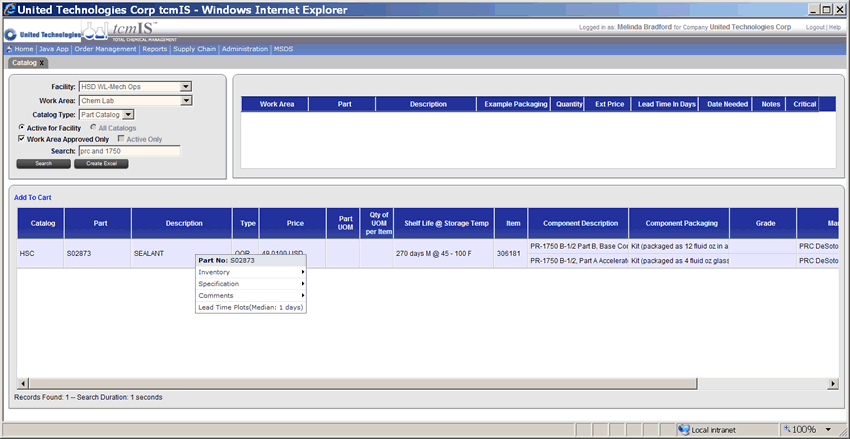 United Technologies Corp tcmIS - Windows Internet Explorer
United Technologies tcmIS™ Logged in as: Melinda Bradford for Company United Technologies Corp Logout | Help
TOTAL CHEMICAL MANAGEMENT
Home | Java App | Order Management | Reports | Supply Chain | Administration | MSDS
Catalog X
Facility: HSD WL-Mech Ops
Work Area: Chem Lab
Catalog Type: Part Catalog
Active for Facility All Catalogs
Work Area Approved Only Active Only
Search: prc and 1750
Search Create Excel
Work Area Part Description Example Packaging Quantity Ext Price Lead Time In Days Date Needed Notes Critical
Add To Cart
Catalog Part Description Type Price Part UOM Qty of UOM per Item Shelf Life @ Storage Temp Item Component Description Component Packaging Grade Ma
HSC S02873 SEALANT OOR 49.0100 USD 270 days M @ 45 - 100 F 306181
PR-1750 B-1/2 Part B, Base Co Kit (packaged as 12 fluid oz in a PRC DeSoto
PR-1750 B-1/2, Part A Accelerat Kit (packaged as 4 fluid oz glas PRC DeSoto
Part No: S02873
Inventory
Specification
Comments
Lead Time Plots(Median: 1 days)
Records Found: 1 -- Search Duration: 1 seconds
Local intranet 100%